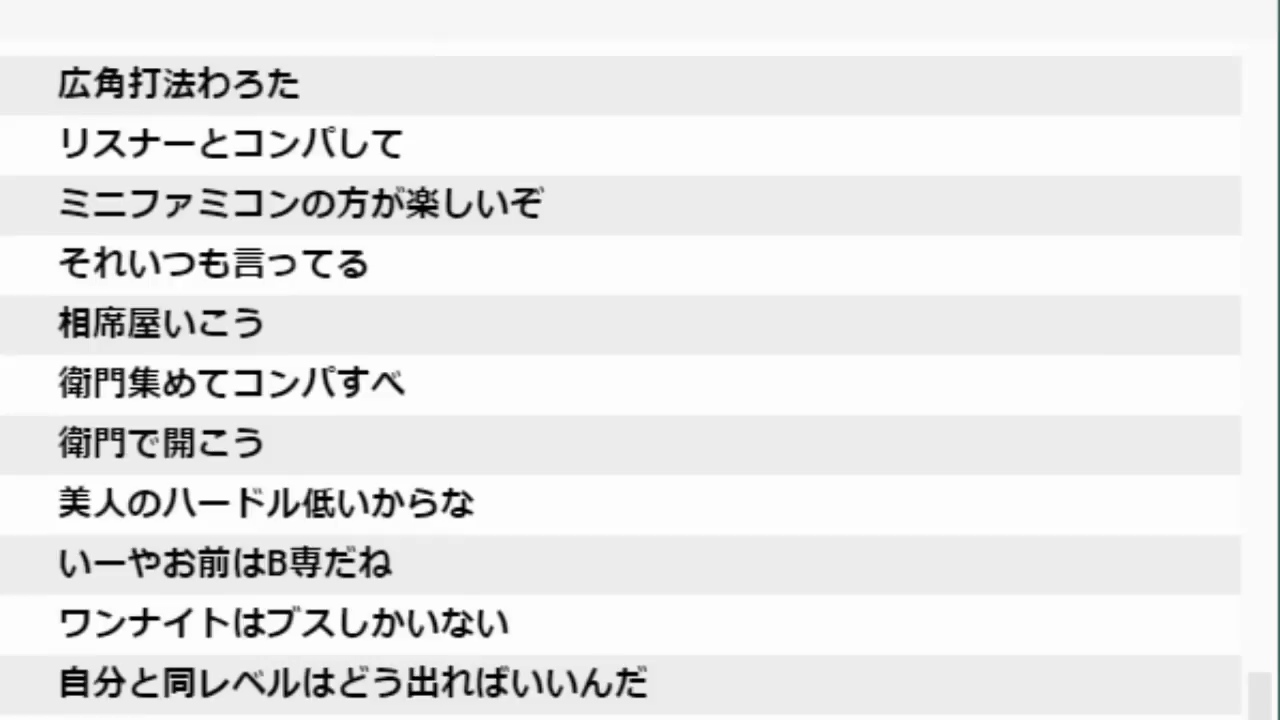 広角打法わろた
リスナーとコンパして
ミニファミコンの方が楽しいぞ
それいつも言ってる
相席屋いこう
衛門集めてコンパすべ
衛門で開こう
美人のハードル低いからな
いーやお前はB専だね
ワンナイトはブスしかいない
自分と同レベルはどう出ればいいんだ